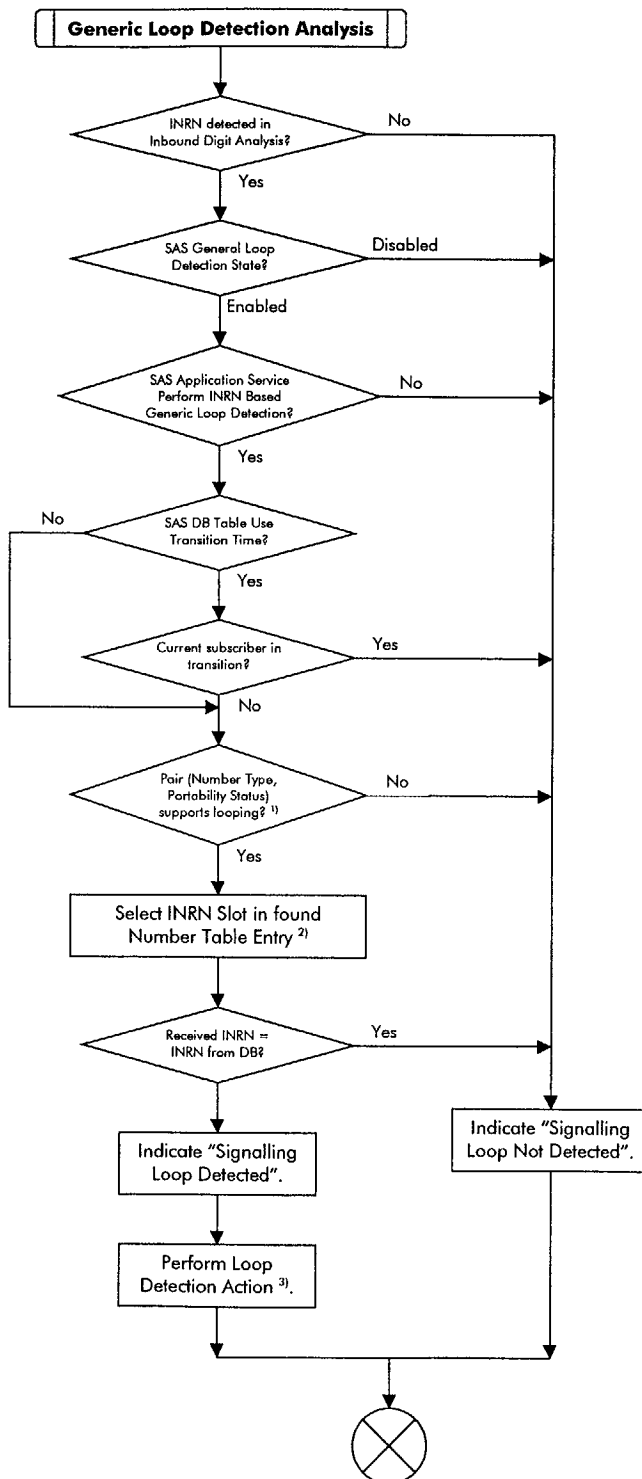 Generic Loop Detection Analysis
INRN detected in
Inbound Digit Analysis?
No
Yes
SAS General Loop
Detection State?
Disabled
Enabled
SAS Application Service
Perform INRN Based
Generic Loop Detection?
No
Yes
No
SAS DB Table Use
Transition Time?
Yes
Current subscriber in
transition?
Yes
No
Pair (Number Type,
Portability Status)
supports looping? 1)
No
Yes
Select INRN Slot in found
Number Table Entry 2)
Received INRN =
INRN from DB?
Yes
Indicate "Signalling
Loop Detected".
Indicate "Signalling
Loop Not Detected".
Perform Loop
Detection Action 3).